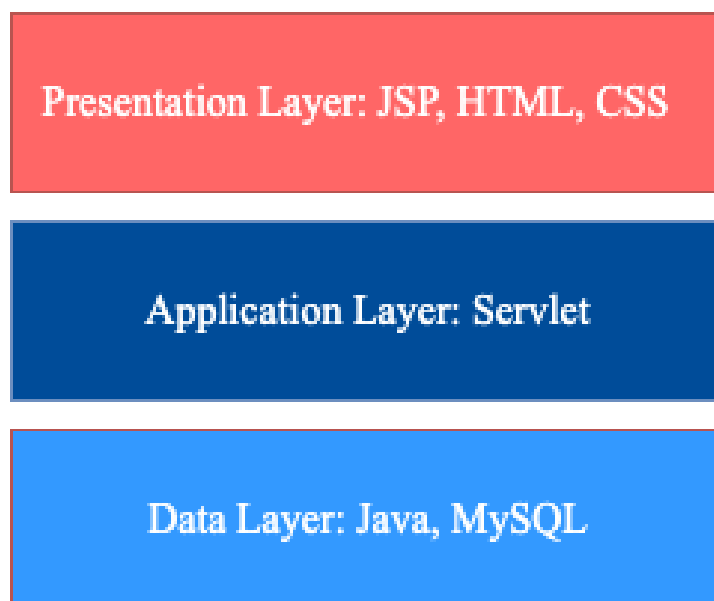 Presentation Layer: JSP, HTML, CSS
Application Layer: Servlet
Data Layer: Java, MySQL